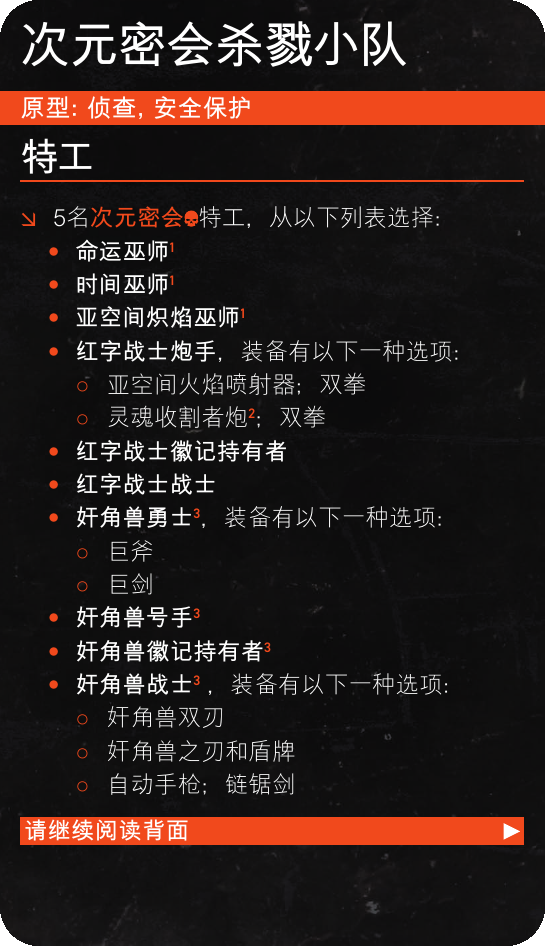 次元密会杀戮小队
原型: 侦查, 安全保护
特工
5名次元密会特工, 从以下列表选择:
命运巫师¹
时间巫师¹
亚空间炽焰巫师¹
红字战士炮手, 装备有以下一种选项:
亚空间火焰喷射器; 双拳
灵魂收割者炮²; 双拳
红字战士徽记持有者
红字战士战士
奸角兽勇士³, 装备有以下一种选项:
巨斧
巨剑
奸角兽号手³
奸角兽徽记持有者³
奸角兽战士³, 装备有以下一种选项:
奸角兽双刃
奸角兽之刃和盾牌
自动手枪; 链锯剑
请继续阅读背面